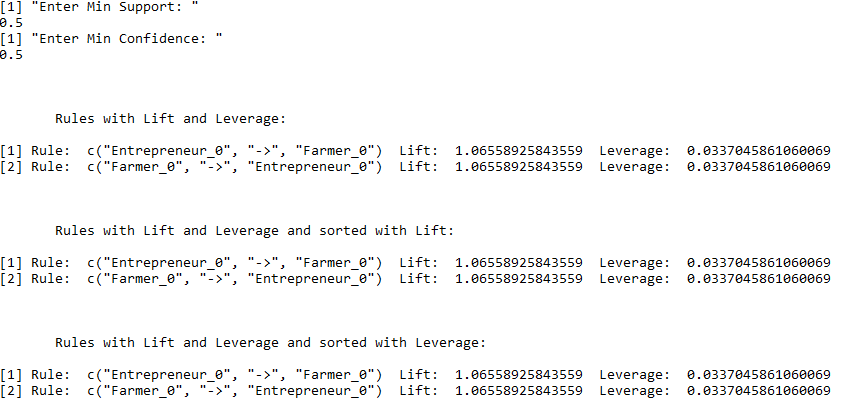 [1] "Enter Min Support: "
0.5
[1] "Enter Min Confidence: "
0.5
Rules with Lift and Leverage:
[1] Rule:  c("Entrepreneur_0", "->", "Farmer_0")  Lift:  1.06558925843559  Leverage:  0.0337045861060069
[2] Rule:  c("Farmer_0", "->", "Entrepreneur_0")  Lift:  1.06558925843559  Leverage:  0.0337045861060069
Rules with Lift and Leverage and sorted with Lift:
[1] Rule:  c("Entrepreneur_0", "->", "Farmer_0")  Lift:  1.06558925843559  Leverage:  0.0337045861060069
[2] Rule:  c("Farmer_0", "->", "Entrepreneur_0")  Lift:  1.06558925843559  Leverage:  0.0337045861060069
Rules with Lift and Leverage and sorted with Leverage:
[1] Rule:  c("Entrepreneur_0", "->", "Farmer_0")  Lift:  1.06558925843559  Leverage:  0.0337045861060069
[2] Rule:  c("Farmer_0", "->", "Entrepreneur_0")  Lift:  1.06558925843559  Leverage:  0.0337045861060069